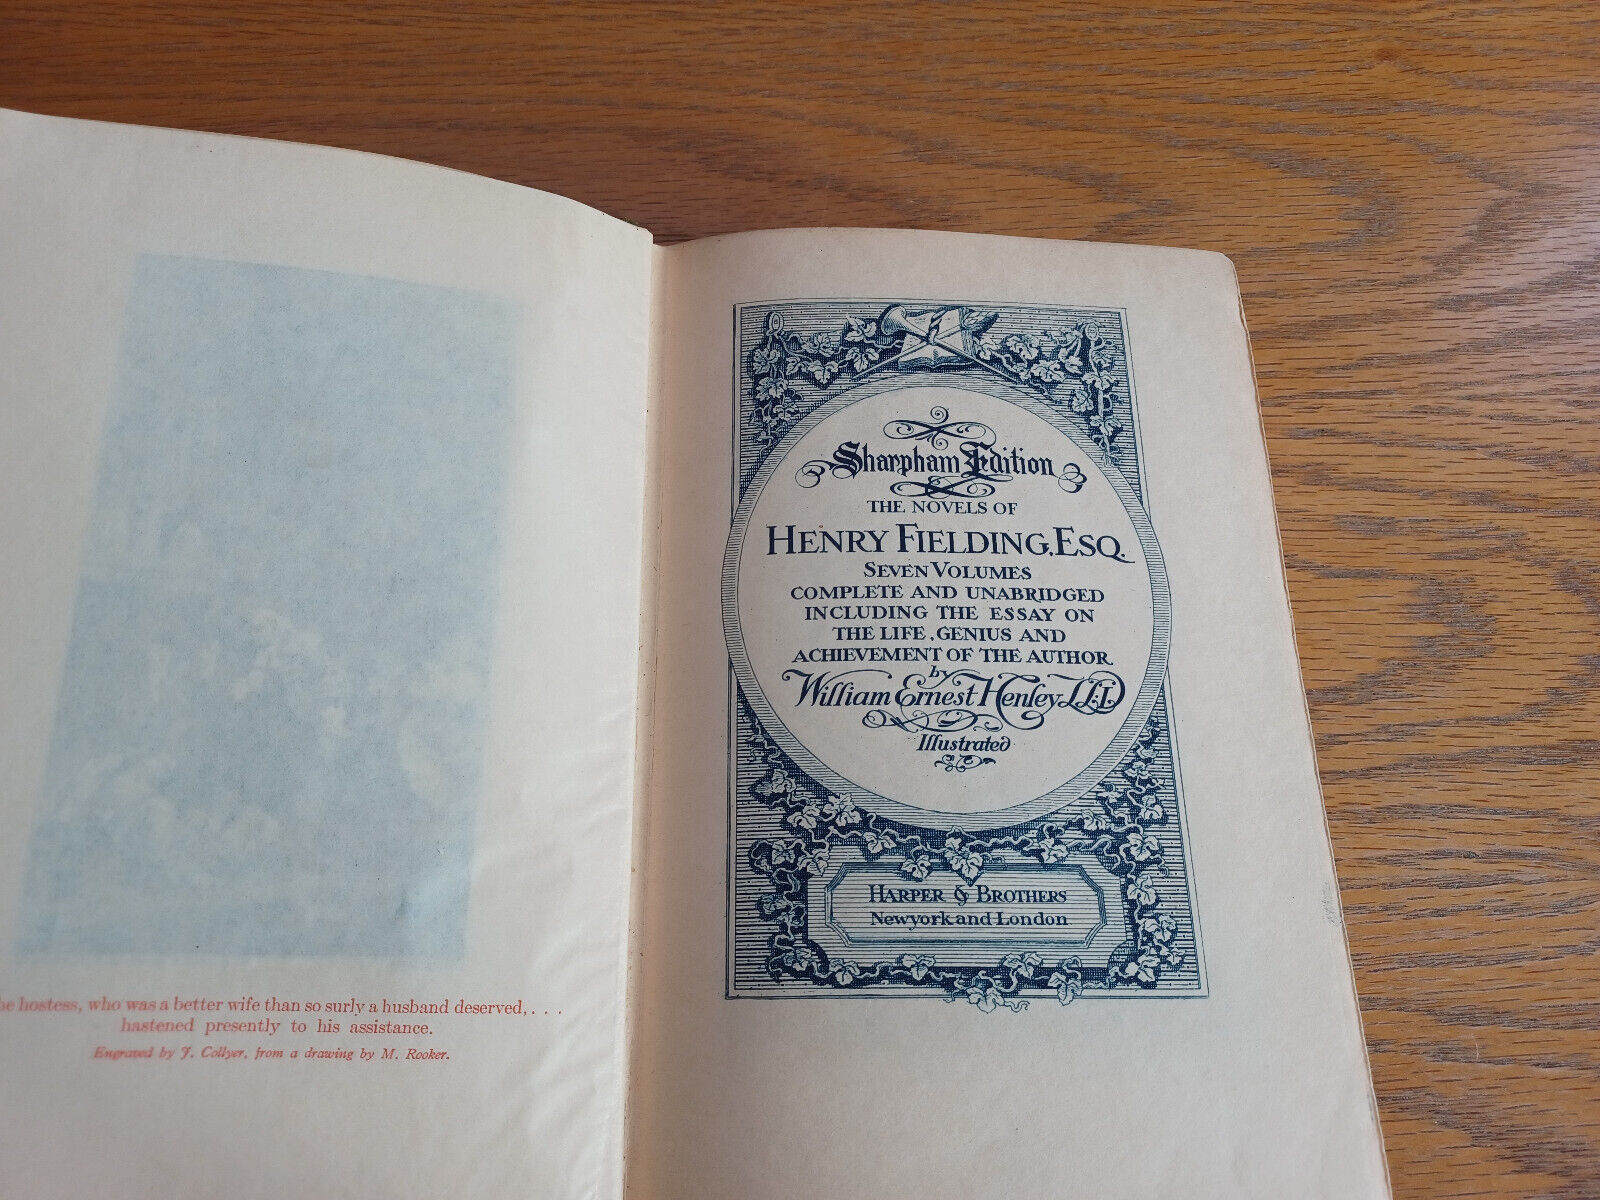 hostess, who was a better wife than so surly a husband deserved, . . .
hastened presently to his assistance.
Engraved by J. Collyer, from a drawing by M. Rooker.
Sharpham Edition
THE NOVELS OF
HENRY FIELDING, ESQ.
SEVEN VOLUMES
COMPLETE AND UNABRIDGED
INCLUDING THE ESSAY ON
THE LIFE, GENIUS AND
ACHIEVEMENT OF THE AUTHOR
by
William Ernest Henley
Illustrated
HARPER & BROTHERS
Newyork and London